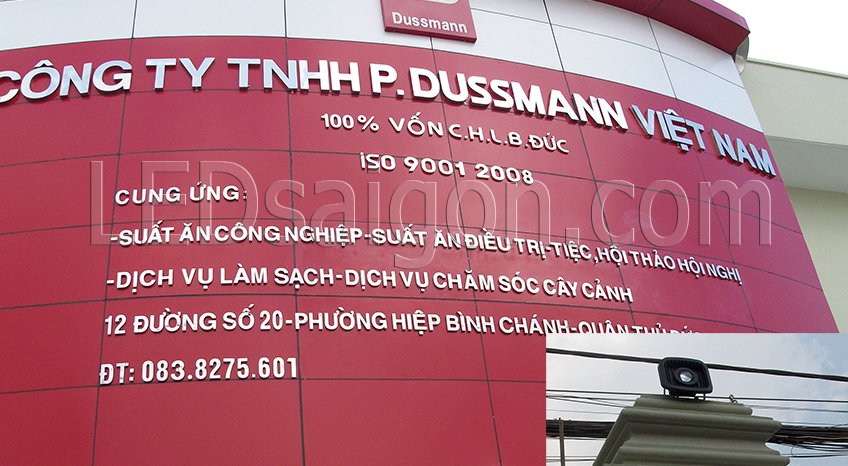 Dussmann
CÔNG TY TNHH P. DUSSMANN VIỆT NAM
100% VỐN C.H.L.B. ĐỨC
ISO 9001 2008
LEDsaigon.com
CUNG ỨNG:
-SUẤT ĂN CÔNG NGHIỆP-SUẤT ĂN ĐIỀU TRỊ-TIỆC, HỘI THẢO HỘI NGHỊ
-DỊCH VỤ LÀM SẠCH-DỊCH VỤ CHĂM SÓC CÂY CẢNH
12 ĐƯỜNG SỐ 20-PHƯỜNG HIỆP BÌNH CHÁNH-QUẬN
ĐT: 083.8275.601